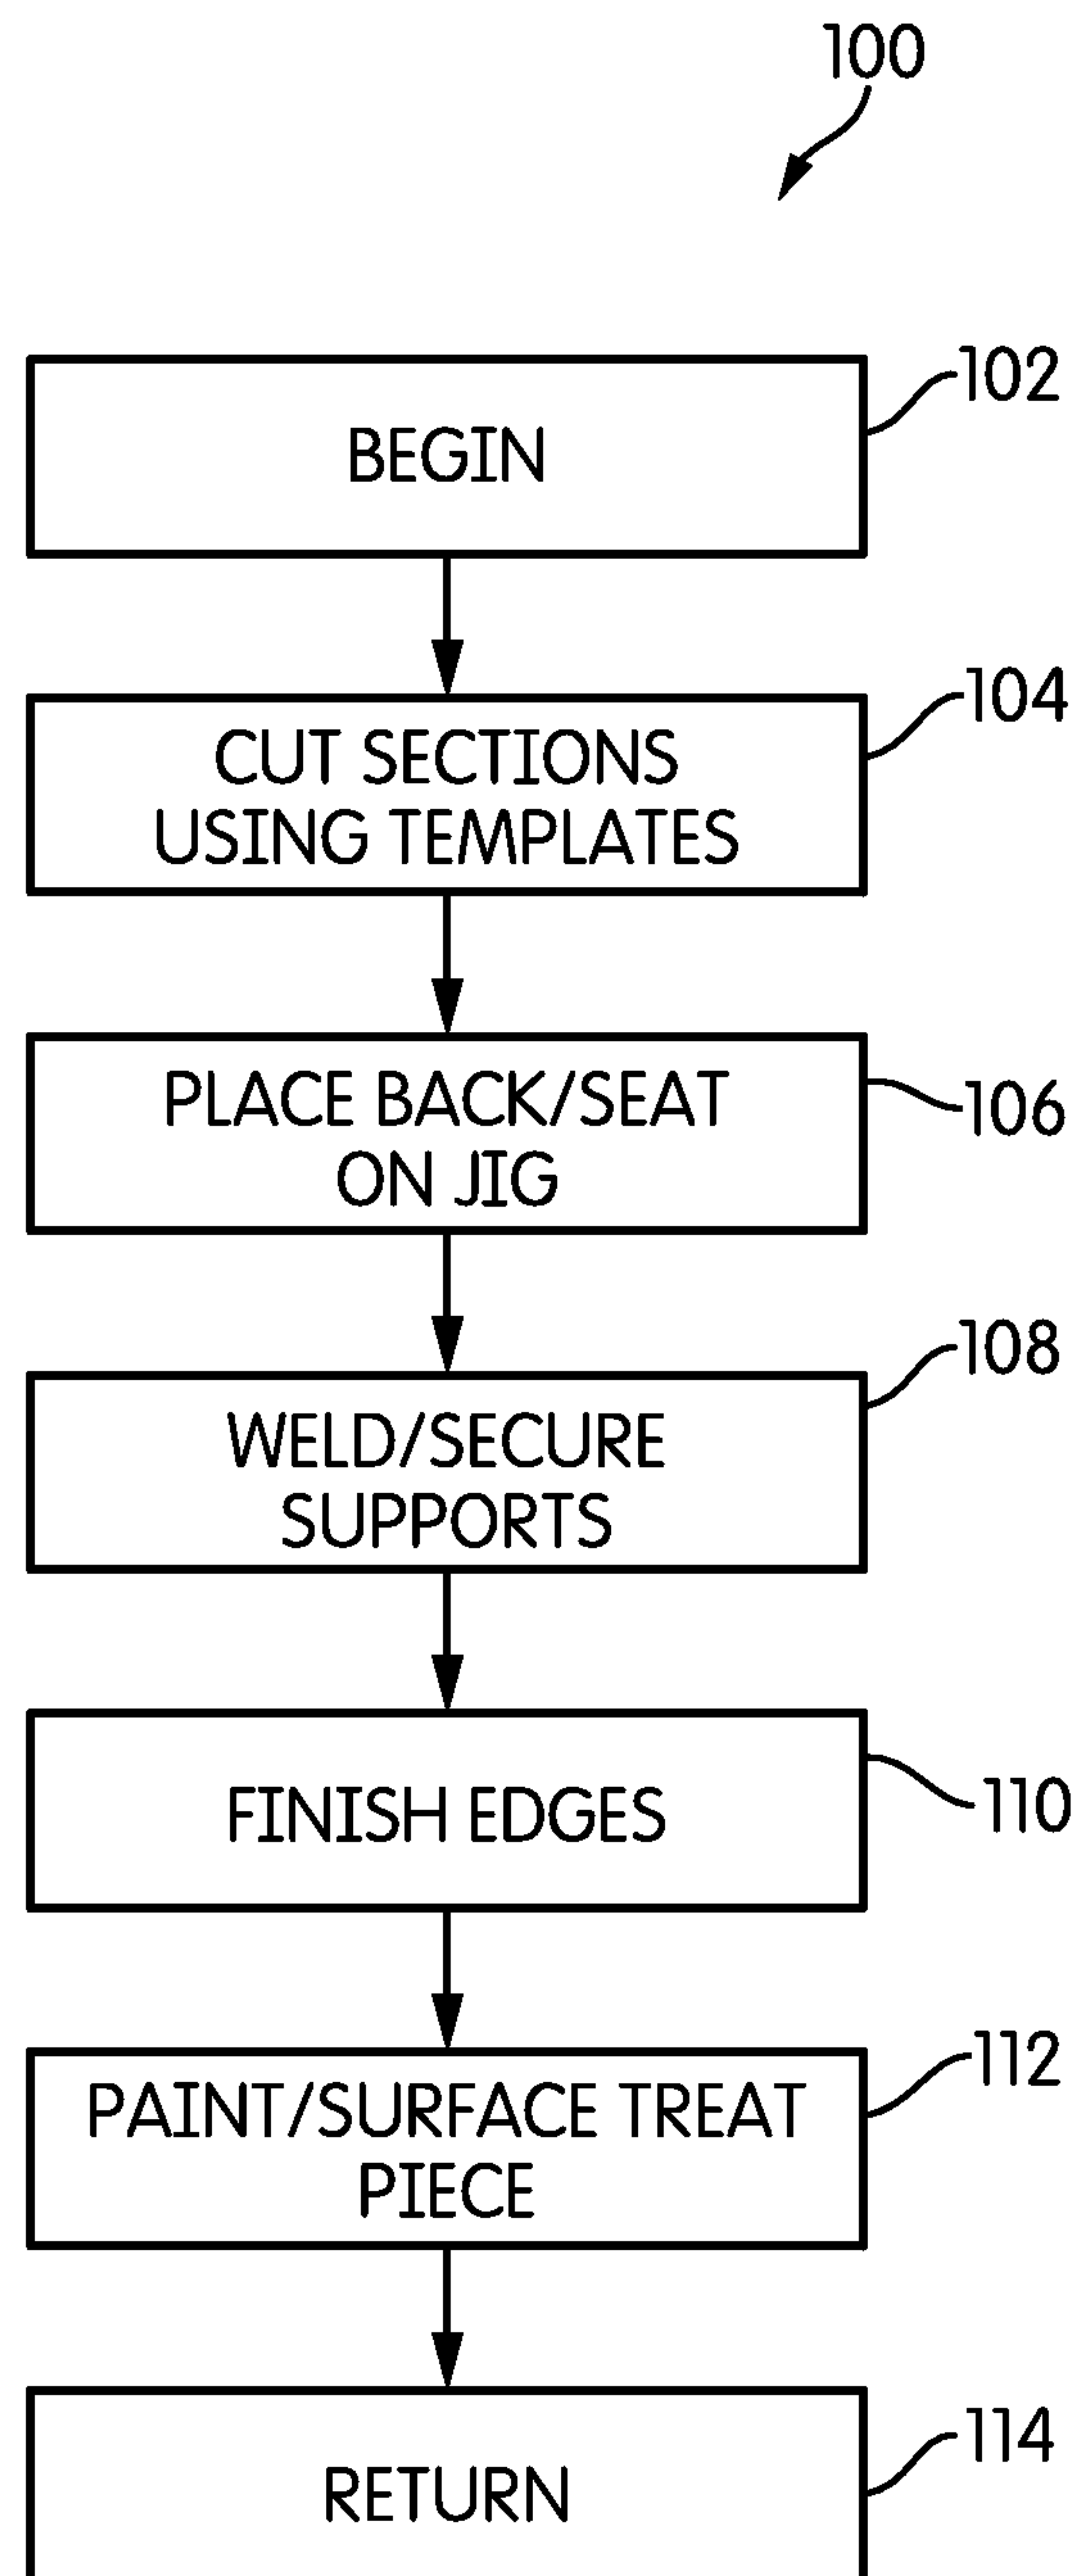 100
102
BEGIN
104
CUT SECTIONS
USING TEMPLATES
106
PLACE BACK/SEAT
ON JIG
108
WELD/SECURE
SUPPORTS
110
FINISH EDGES
112
PAINT/SURFACE TREAT
PIECE
114
RETURN